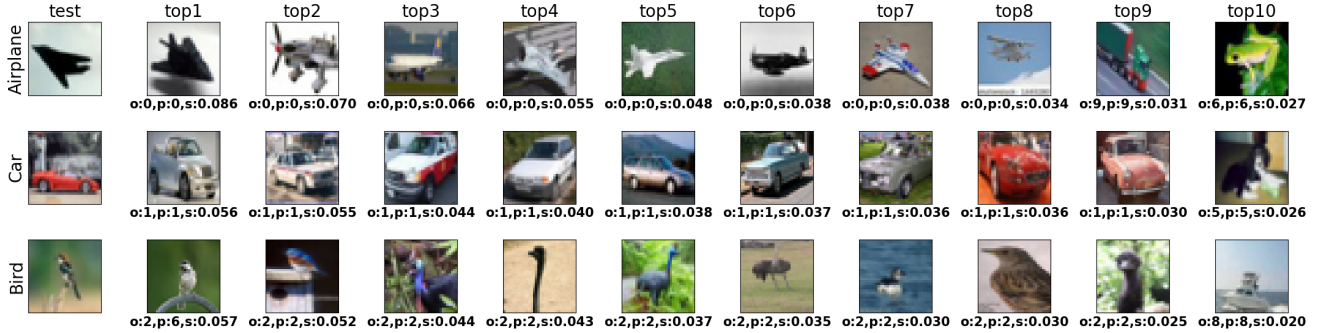 test top1 top2 top3 top4 top5 top6 top7 top8 top9 top10
Airplane
o:0,p:0,s:0.086 o:0,p:0,s:0.070 o:0,p:0,s:0.066 o:0,p:0,s:0.055 o:0,p:0,s:0.048 o:0,p:0,s:0.038 o:0,p:0,s:0.038 o:0,p:0,s:0.034 o:9,p:9,s:0.031 o:6,p:6,s:0.027
Car
o:1,p:1,s:0.056 o:1,p:1,s:0.055 o:1,p:1,s:0.044 o:1,p:1,s:0.040 o:1,p:1,s:0.038 o:1,p:1,s:0.037 o:1,p:1,s:0.036 o:1,p:1,s:0.036 o:1,p:1,s:0.030 o:5,p:5,s:0.026
Bird
o:2,p:6,s:0.057 o:2,p:2,s:0.052 o:2,p:2,s:0.044 o:2,p:2,s:0.043 o:2,p:2,s:0.037 o:2,p:2,s:0.035 o:2,p:2,s:0.030 o:2,p:2,s:0.030 o:2,p:2,s:0.025 o:8,p:8,s:0.020